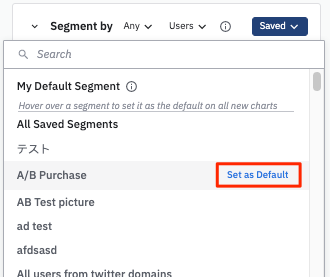 Segment by Any Users Saved
Search
My Default Segment
Hover over a segment to set it as the default on all new charts
All Saved Segments
テスト
A/B Purchase Set as Default
AB Test picture
ad test
afdsasd
All users from twitter domains